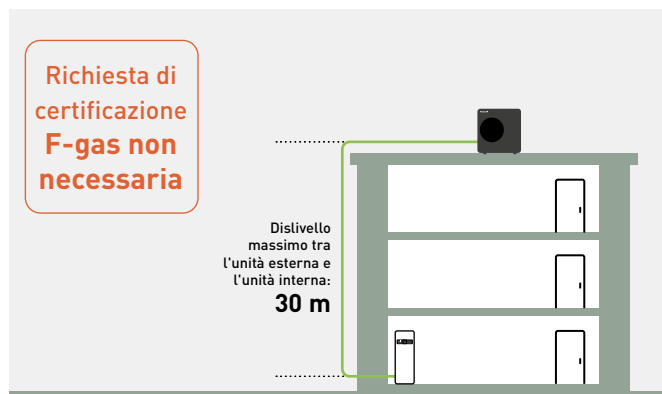 Richiesta di
certificazione
F-gas non
necessaria
Dislivello
massimo tra
l'unità esterna e
l'unità interna:
30 m